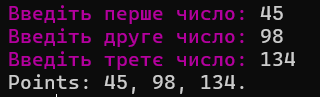 Введіть перше число: 45
Введіть друге число: 98
Введіть третє число: 134
Points: 45, 98, 134.